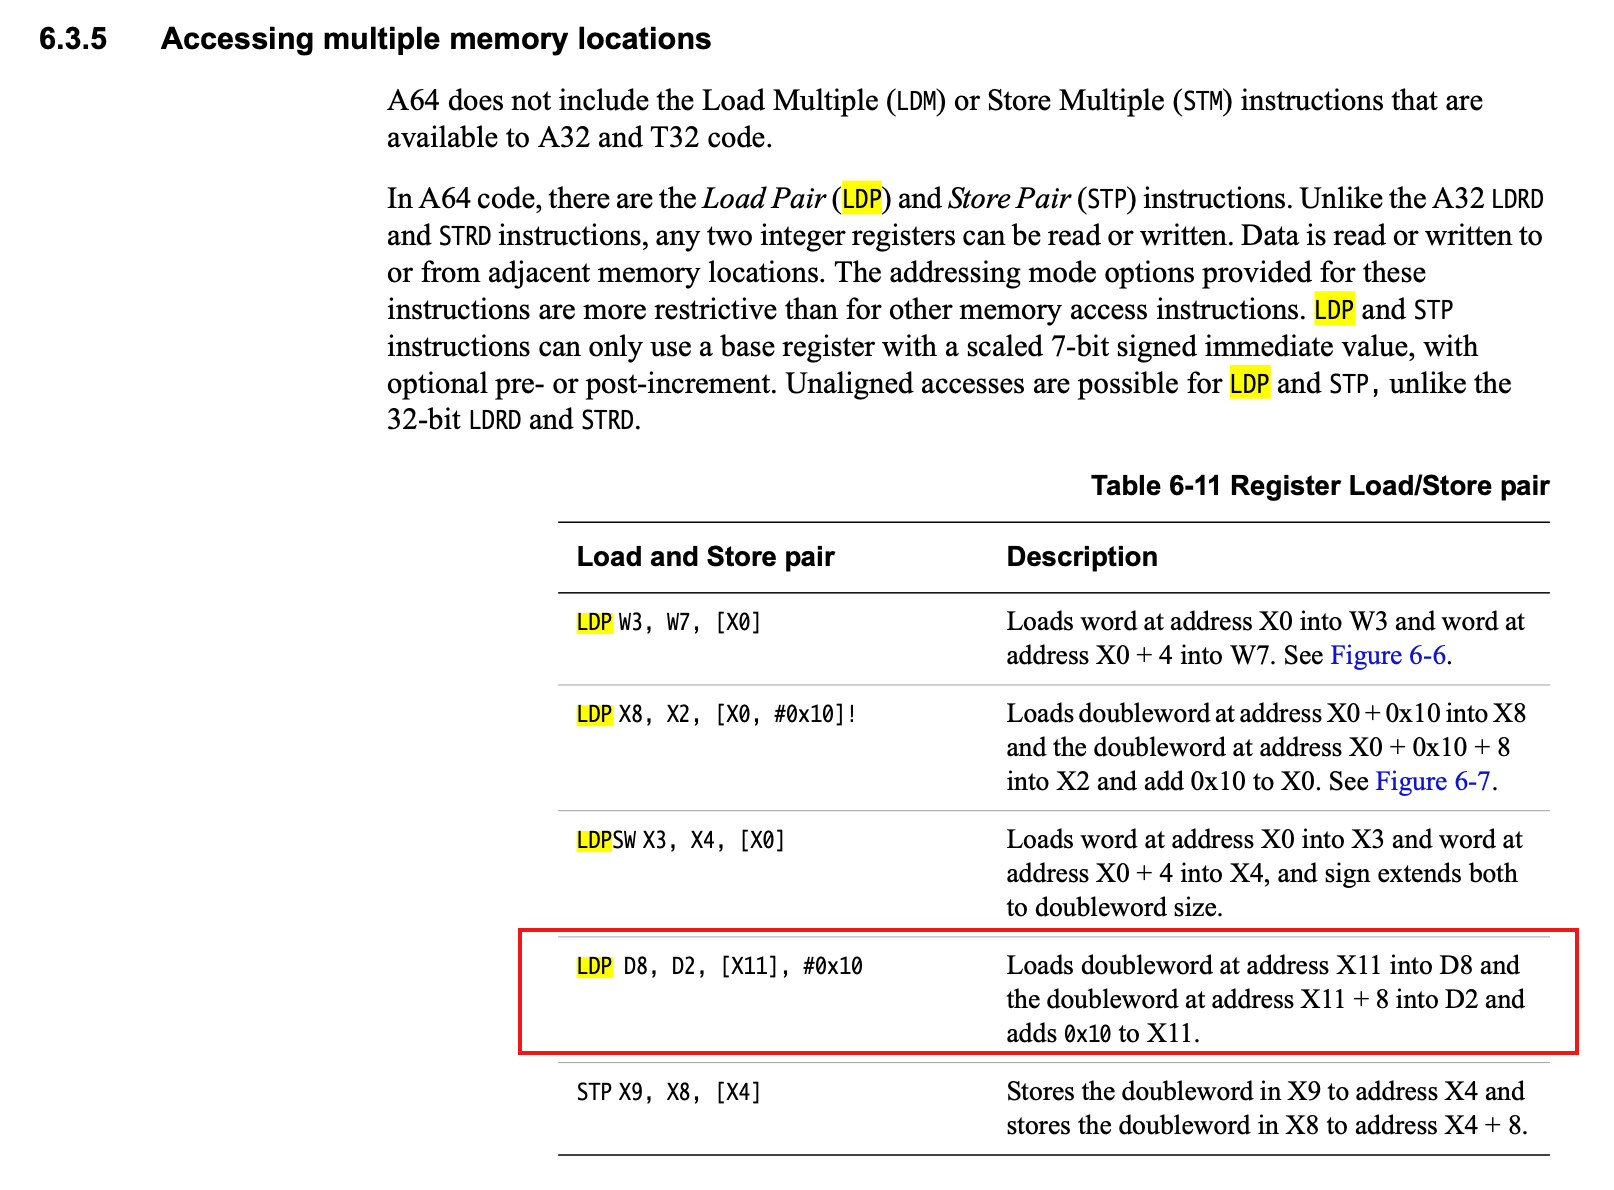 6.3.5 Accessing multiple memory locations
A64 does not include the Load Multiple (LDM) or Store Multiple (STM) instructions that are
available to A32 and T32 code.
In A64 code, there are the Load Pair (LDP) and Store Pair (STP) instructions. Unlike the A32 LDRD
and STRD instructions, any two integer registers can be read or written. Data is read or written to
or from adjacent memory locations. The addressing mode options provided for these
instructions are more restrictive than for other memory access instructions. LDP and STP
instructions can only use a base register with a scaled 7-bit signed immediate value, with
optional pre- or post-increment. Unaligned accesses are possible for LDP and STP, unlike the
32-bit LDRD and STRD.
Table 6-11 Register Load/Store pair
Load and Store pair Description
LDP W3, W7, [X0] Loads word at address X0 into W3 and word at
address X0 + 4 into W7. See Figure 6-6.
LDP X8, X2, [X0, #0x10]! Loads doubleword at address X0 + 0x10 into X8
and the doubleword at address X0 + 0x10 + 8
into X2 and add 0x10 to X0. See Figure 6-7.
LDPSW X3, X4, [X0] Loads word at address X0 into X3 and word at
address X0 + 4 into X4, and sign extends both
to doubleword size.
LDP D8, D2, [X11], #0x10 Loads doubleword at address X11 into D8 and
the doubleword at address X11 + 8 into D2 and
adds 0x10 to X11.
STP X9, X8, [X4] Stores the doubleword in X9 to address X4 and
stores the doubleword in X8 to address X4 + 8.